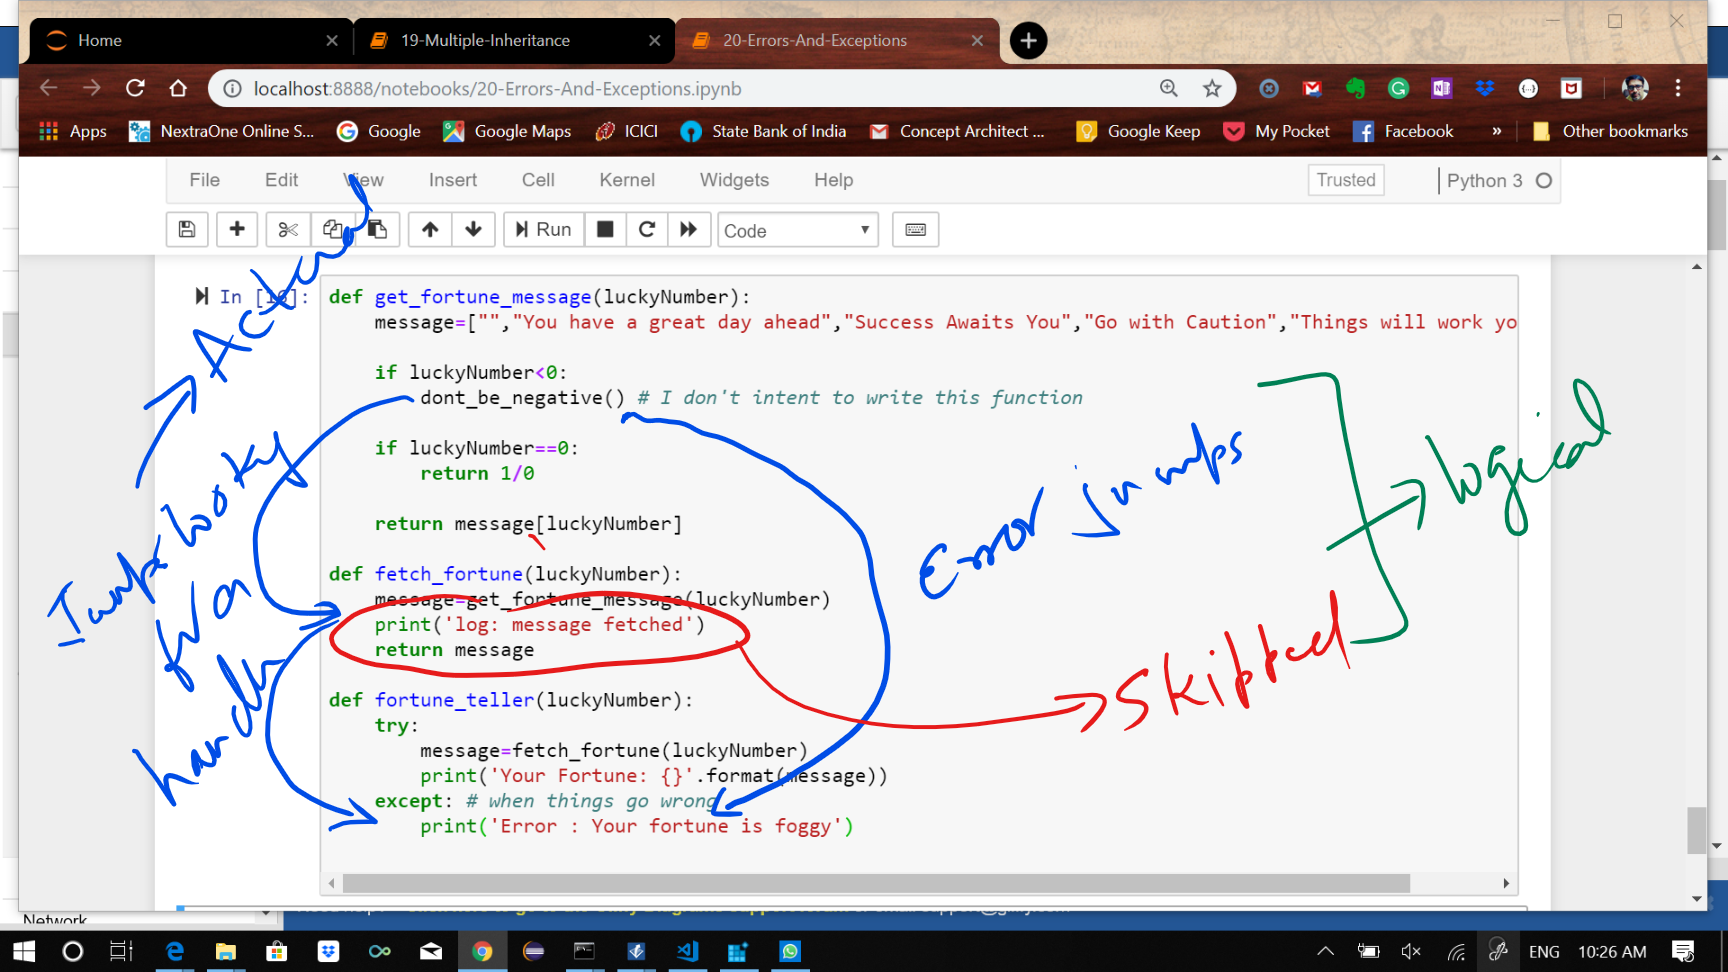 Home
19-Multiple-Inheritance
20-Errors-And-Exceptions
localhost:8888/notebooks/20-Errors-And-Exceptions.ipynb
Apps
NextraOne Online S...
Google
Google Maps
ICICI
State Bank of India
Concept Architect ...
Google Keep
My Pocket
Facebook
»
Other bookmarks
File Edit View Insert Cell Kernel Widgets Help
Trusted
Python 3
Run
Code
Actual
def get_fortune_message(luckyNumber):
message=["","You have a great day ahead","Success Awaits You","Go with Caution","Things will work yo
if luckyNumber<0:
dont_be_negative() # I don't intent to write this function
if luckyNumber==0:
return 1/0
return message[luckyNumber]
def fetch_fortune(luckyNumber):
message=get_fortune_message(luckyNumber)
print('log: message fetched')
return message
def fortune_teller(luckyNumber):
try:
message=fetch_fortune(luckyNumber)
print('Your Fortune: {}'.format(message))
except: # when things go wrong
print('Error : Your fortune is foggy')
Error jumps
logical
Skipped
handler
Network
ENG
10:26 AM